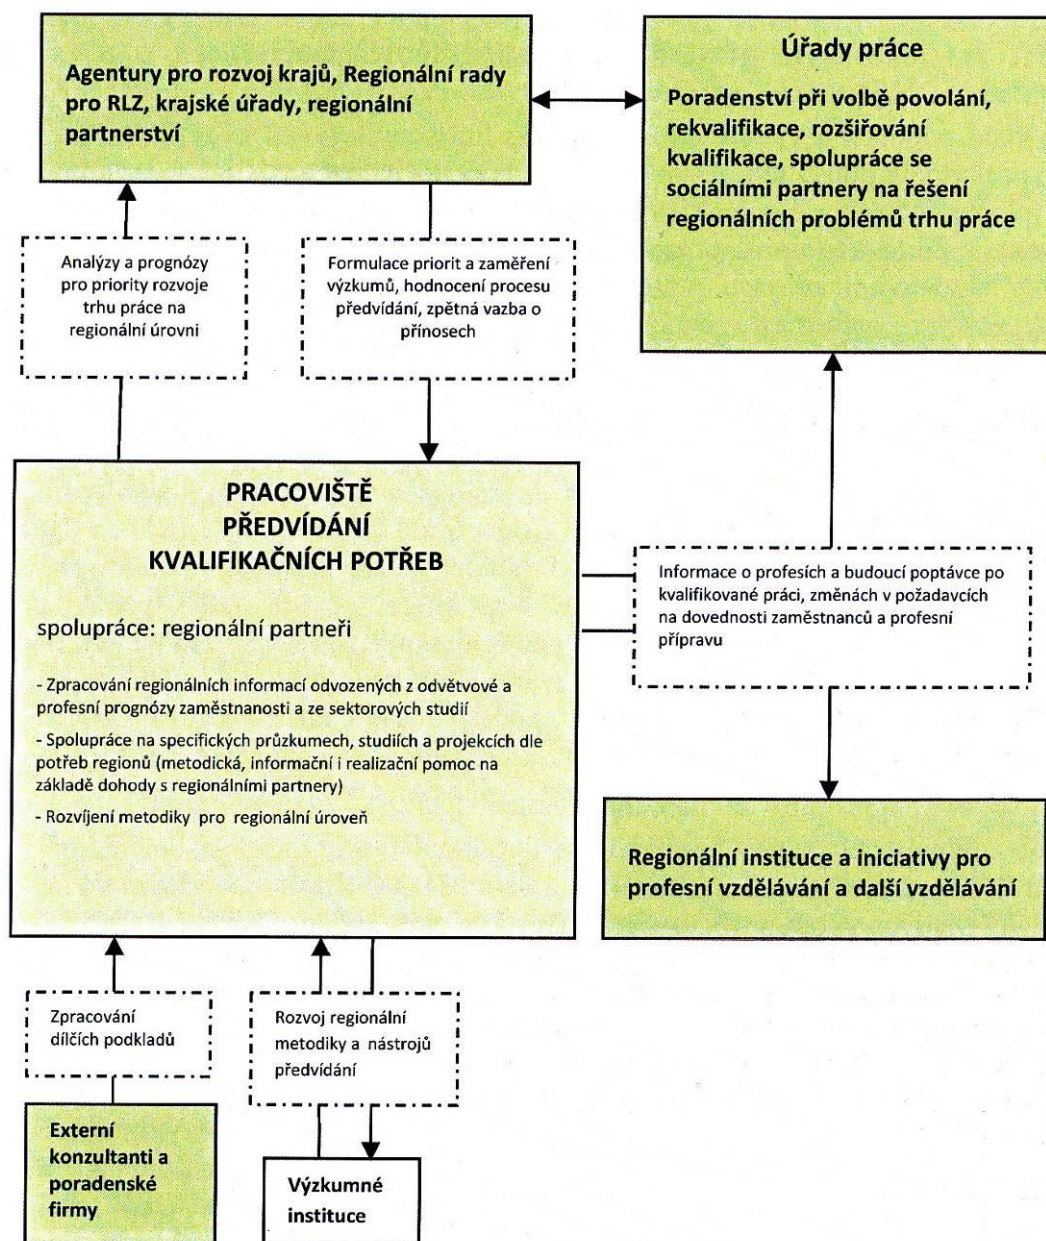 Agentury pro rozvoj krajů, Regionální rady
pro RLZ, krajské úřady, regionální
partnerství
Úřady práce
Poradenství při volbě povolání,
rekvalifikace, rozšiřování
kvalifikace, spolupráce se
sociálními partnery na řešení
regionálních problémů trhu práce
Analýzy a prognózy
pro priority rozvoje
trhu práce na
regionální úrovni
Formulace priorit a zaměření
výzkumů, hodnocení procesu
předvídání, zpětná vazba o
přínosech
PRACOVIŠTĚ
PŘEDVÍDÁNÍ
KVALIFIKAČNÍCH POTŘEB
spolupráce: regionální partneři
- Zpracování regionálních informací odvozených z odvětvové a
profesní prognózy zaměstnanosti a ze sektorových studií
- Spolupráce na specifických průzkumech, studiích a projekcích dle
potřeb regionů (metodická, informační i realizační pomoc na
základě dohody s regionálními partnery)
- Rozvíjení metodiky pro regionální úroveň
Informace o profesích a budoucí poptávce po
kvalifikované práci, změnách v požadavcích
na dovednosti zaměstnanců a profesní
přípravu
Regionální instituce a iniciativy pro
profesní vzdělávání a další vzdělávání
Zpracování
dílčích podkladů
Rozvoj regionální
metodiky a nástrojů
předvídání
Externí
konzultanti a
poradenské
firmy
Výzkumné
instituce